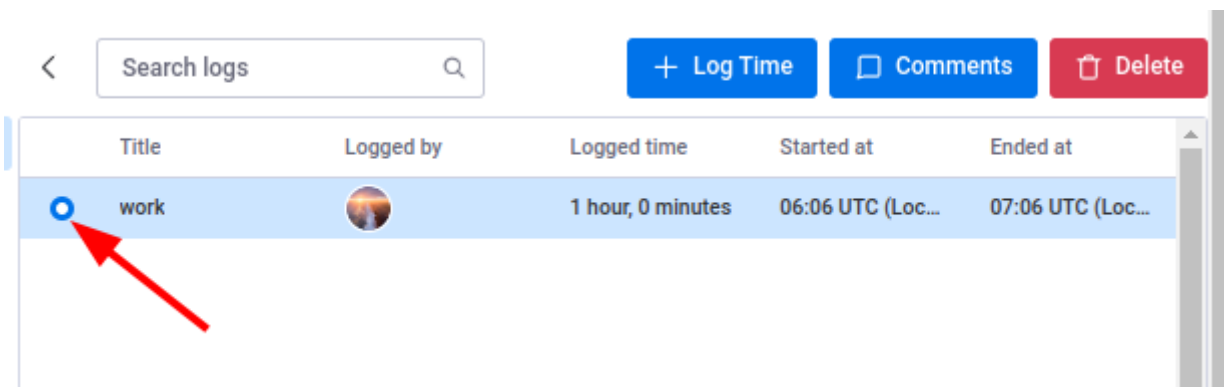 Search logs
+ Log Time
Comments
Delete
Title Logged by Logged time Started at Ended at
work 1 hour, 0 minutes 06:06 UTC (Loc... 07:06 UTC (Loc...